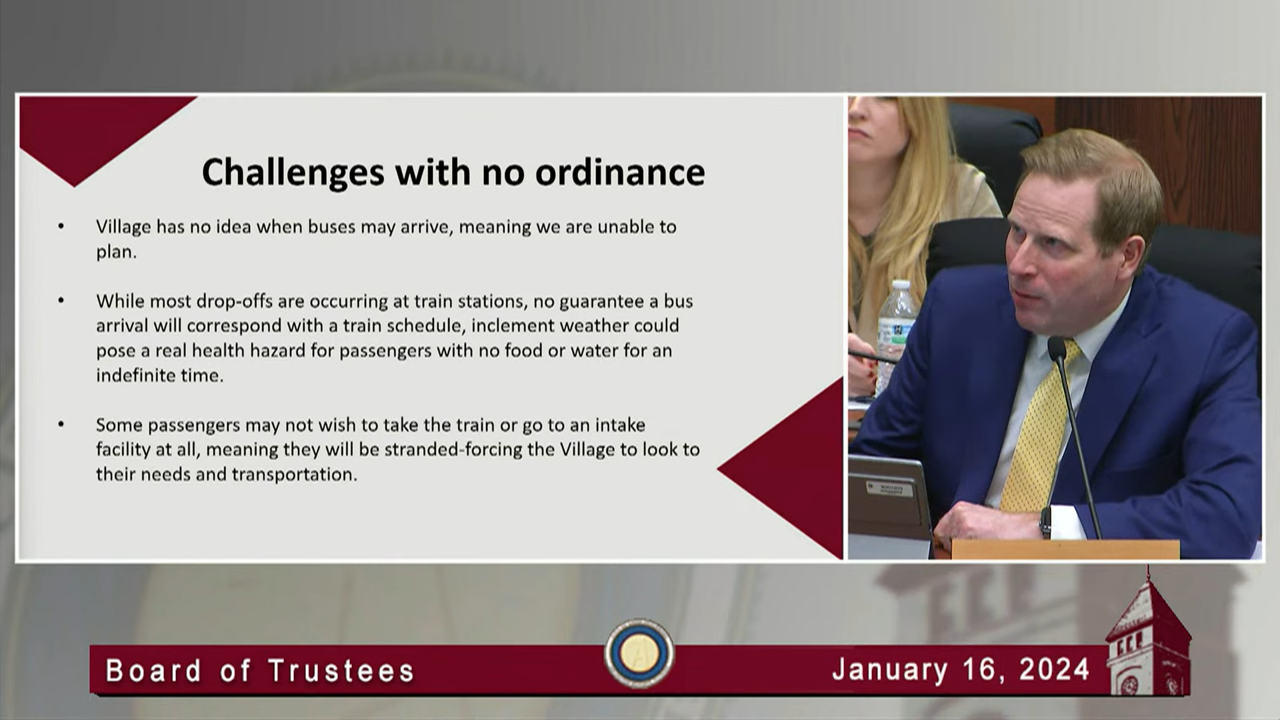 Challenges with no ordinance
• Village has no idea when buses may arrive, meaning we are unable to
plan.
• While most drop-offs are occurring at train stations, no guarantee a bus
arrival will correspond with a train schedule, inclement weather could
pose a real health hazard for passengers with no food or water for an
indefinite time.
• Some passengers may not wish to take the train or go to an intake
facility at all, meaning they will be stranded-forcing the Village to look to
their needs and transportation.
Board of Trustees
January 16, 2024